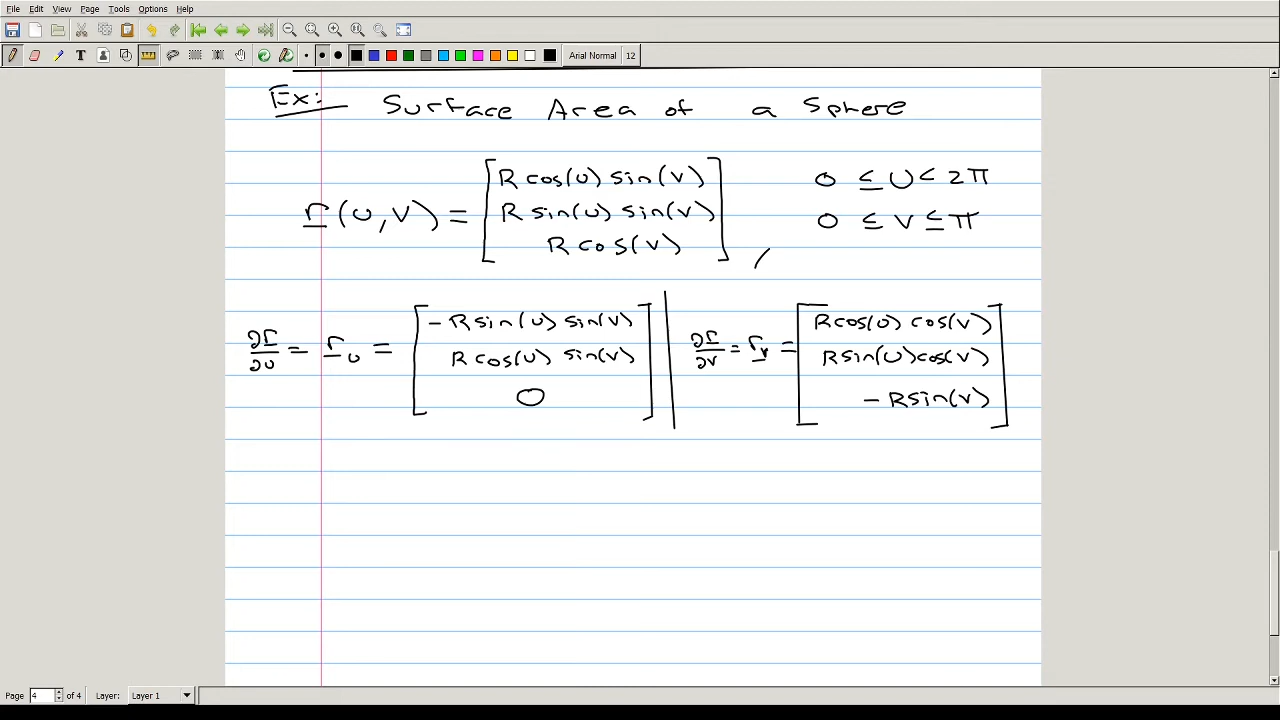 File Edit View Page Tools Options Help
Arial Normal 12
Ex: Surface Area of a Sphere
r(u,v) = [R cos(u) sin(v) R sin(u) sin(v) R cos(v)], 0 ≤ u < 2π
0 ≤ v ≤ π
∂r/∂u = r_u = [-R sin(u) sin(v) R cos(u) sin(v) 0] | ∂r/∂v = r_v = [R cos(u) cos(v) R sin(u) cos(v) -R sin(v)]
Page 4 of 4 Layer: Layer 1